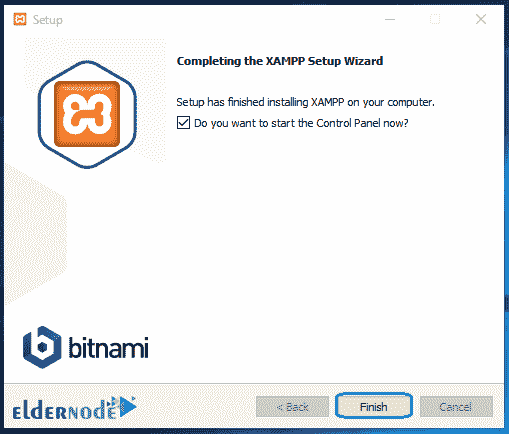 Setup
Completing the XAMPP Setup Wizard
Setup has finished installing XAMPP on your computer.
Do you want to start the Control Panel now?
bitnami
eLDERNODe
< Back
Finish
Cancel